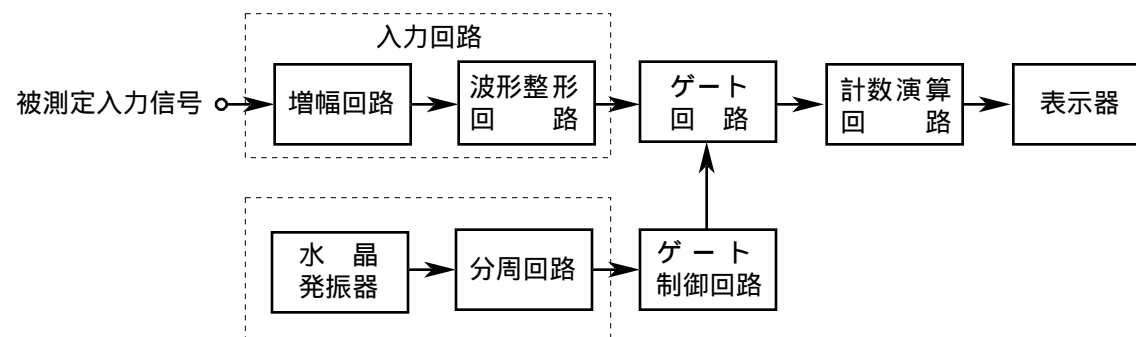 入力回路
被測定入力信号
増幅回路
波形整形
回路
ゲート
回路
計数演算
回路
表示器
水晶
発振器
分周回路
ゲート
制御回路